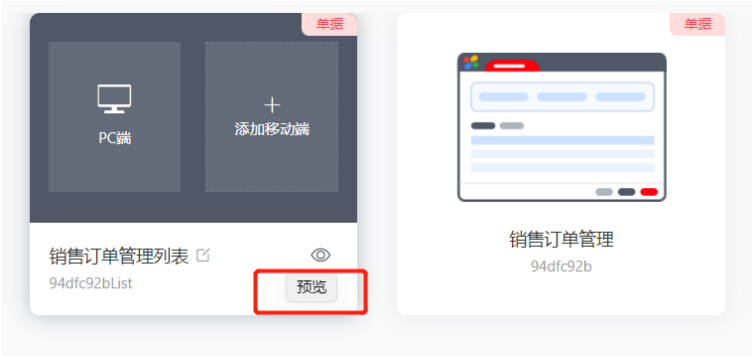 单据
单据
PC端
添加移动端
销售订单管理列表
94dfc92bList
预览
销售订单管理
94dfc92b